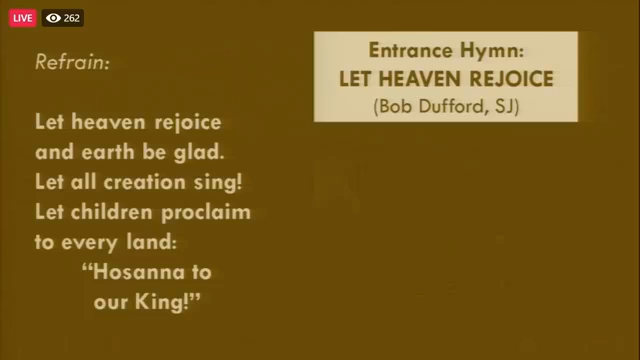 LIVE 262
Refrain:
Let heaven rejoice
and earth be glad.
Let all creation sing!
Let children proclaim
to every land:
“Hosanna to
our King!”
Entrance Hymn:
LET HEAVEN REJOICE
(Bob Dufford, SJ)